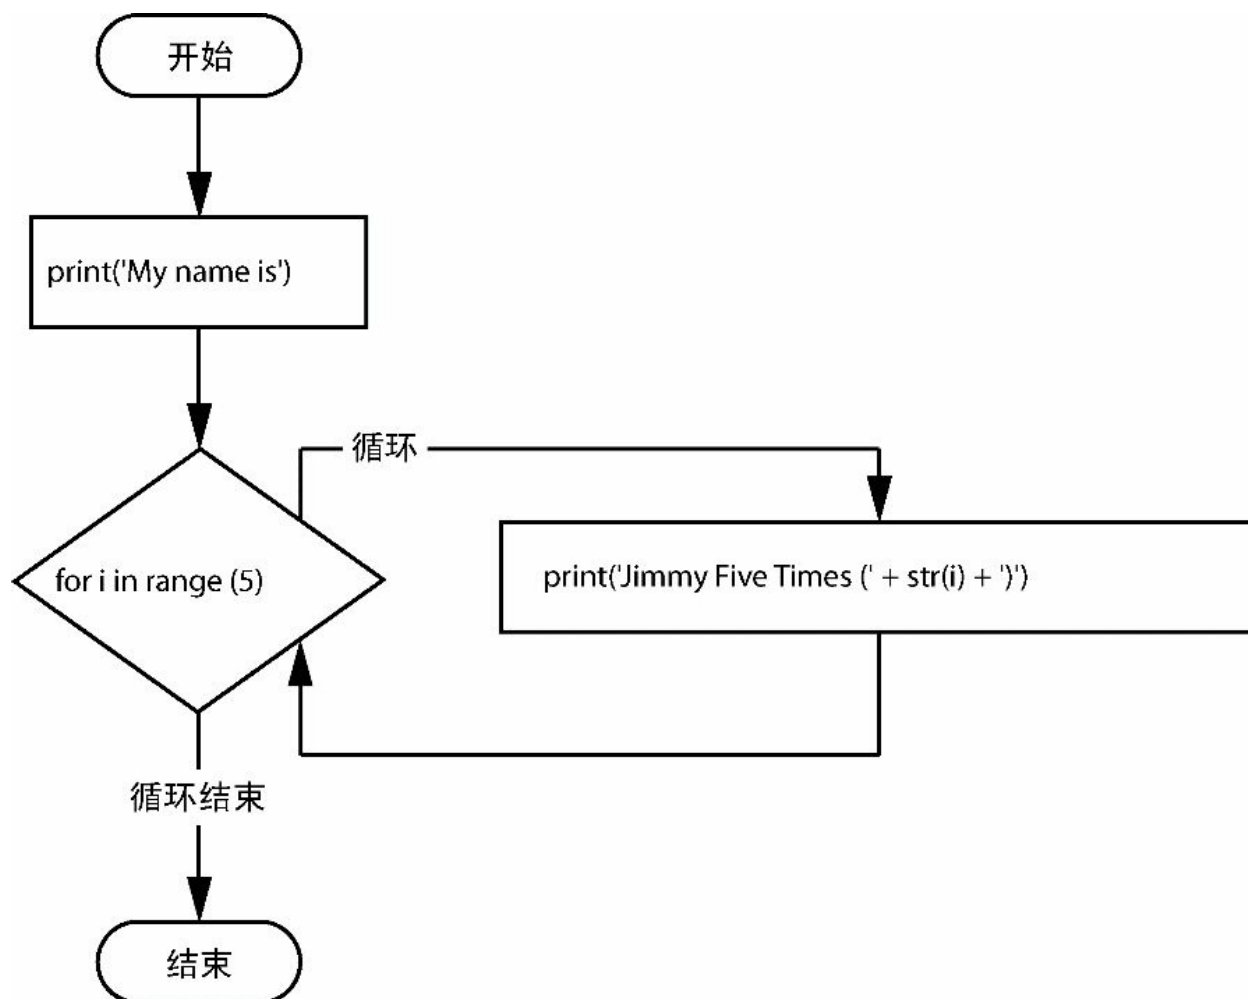 开始
print('My name is')
循环
for i in range (5)
print('Jimmy Five Times (' + str(i) + ')')
循环结束
结束